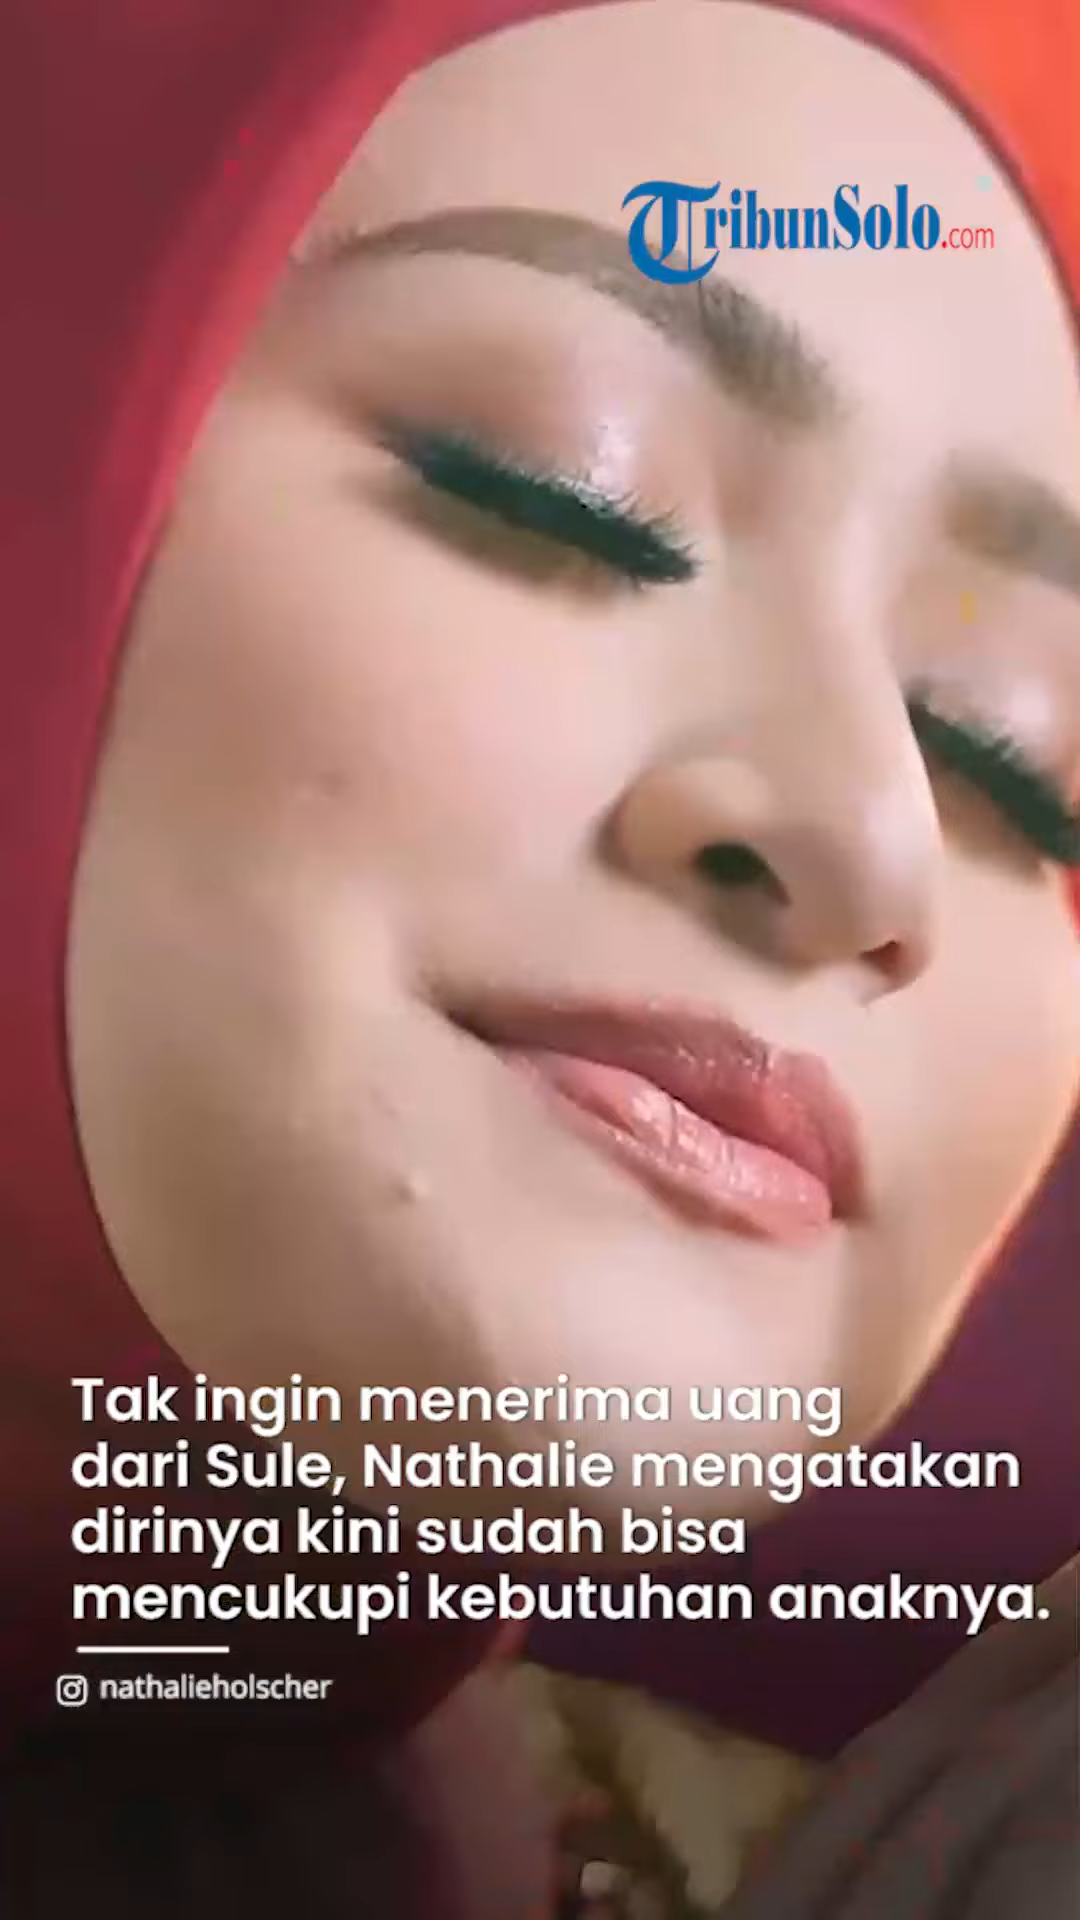 TribunSolo.com
Tak ingin menerima uang
dari Sule, Nathalie mengatakan
dirinya kini sudah bisa
mencukupi kebutuhan anaknya.
nathalieholscher